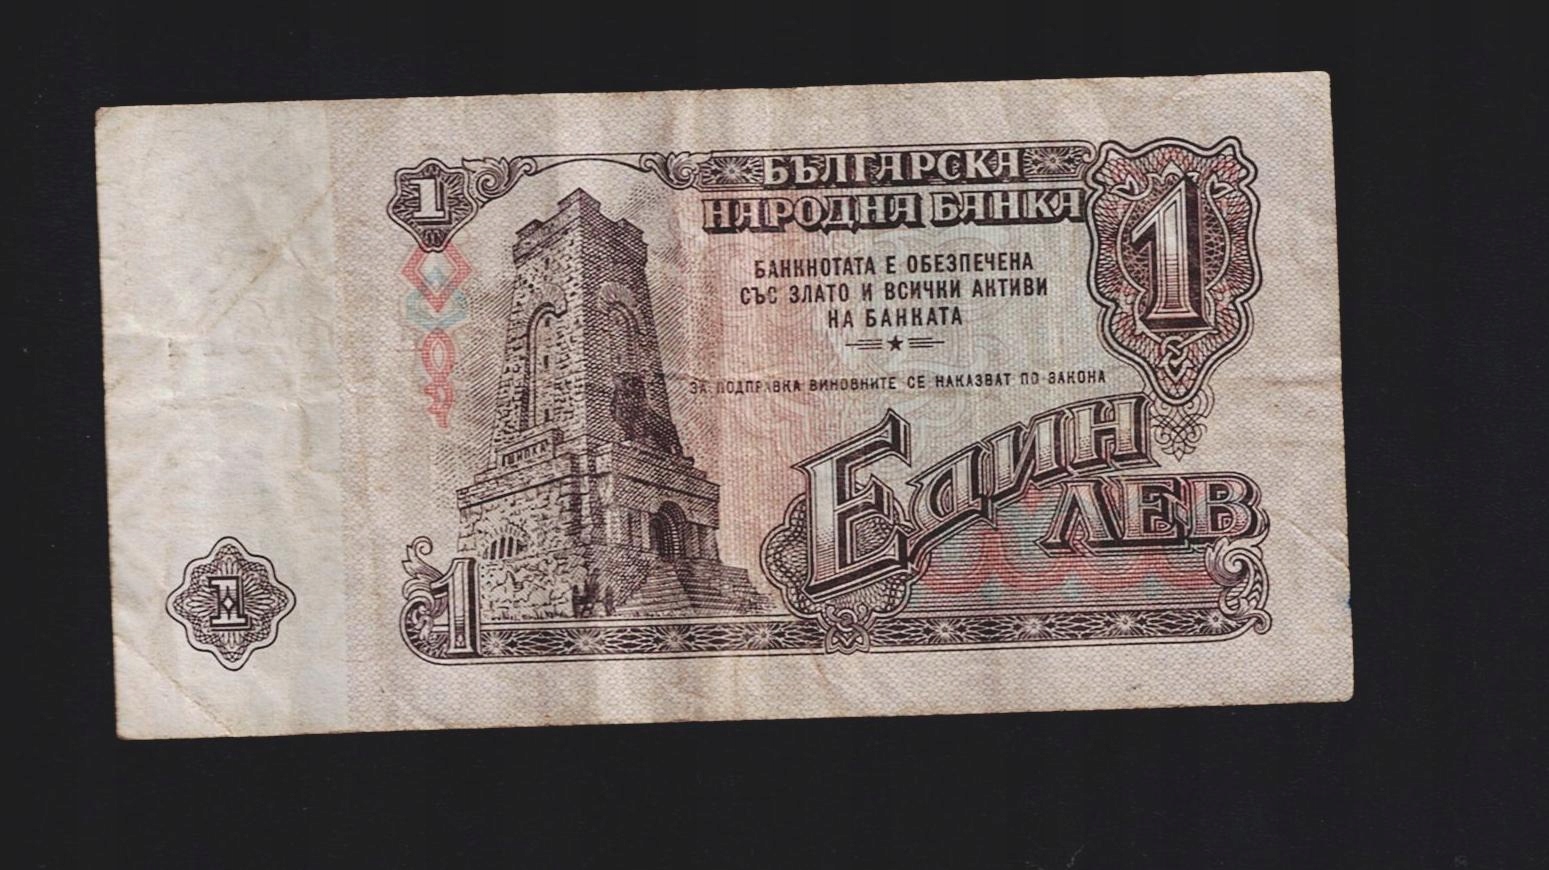 1
БЪЛГАРСКА
НАРОДНА БАНКА
1
БАНКНОТАТА Е ОБЕЗПЕЧЕНА
СЪС ЗЛАТО И ВСИЧКИ АКТИВИ
НА БАНКАТА
ЗА ПОДПРАВКА ВИНОВНИТЕ СЕ НАКАЗВАТ ПО ЗАКОНА
ШИПКА
ЕДИН
ЛЕВ
1
1